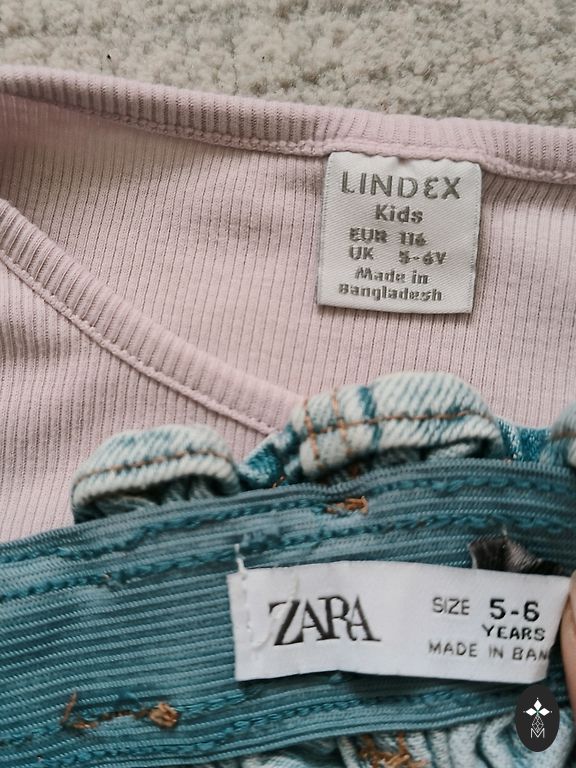 LINDEX
Kids
EUR 116
UK 5-6Y
Made in
Bangladesh
ZARA
SIZE 5-6
YEARS
MADE IN BAN
M